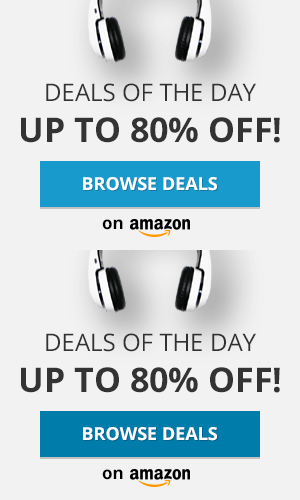 DEALS OF THE DAY
UP TO 80% OFF!
BROWSE DEALS
on amazon
DEALS OF THE DAY
UP TO 80% OFF!
BROWSE DEALS
on amazon